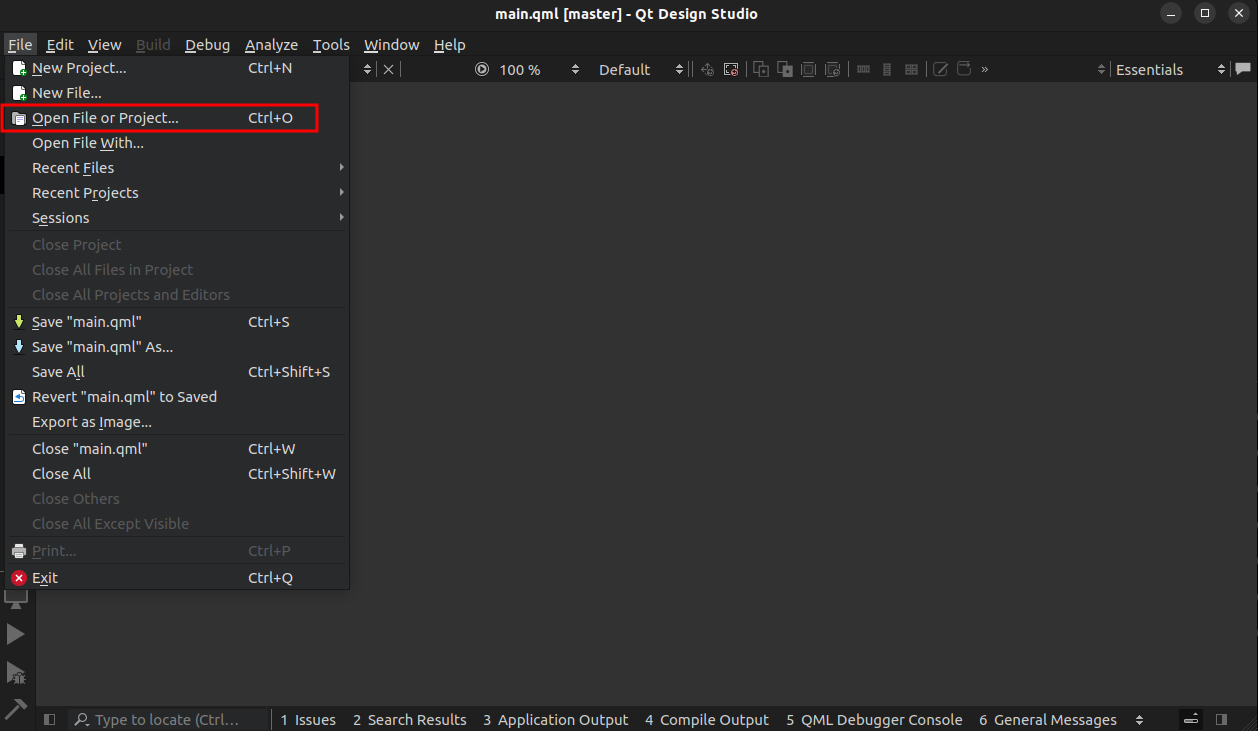 main.qml [master] - Qt Design Studio
File Edit View Build Debug Analyze Tools Window Help
100 % Default » Essentials
New Project... Ctrl+N
New File...
Open File or Project... Ctrl+O
Open File With...
Recent Files
Recent Projects
Sessions
Close Project
Close All Files in Project
Close All Projects and Editors
Save "main.qml" Ctrl+S
Save "main.qml" As...
Save All Ctrl+Shift+S
Revert "main.qml" to Saved
Export as Image...
Close "main.qml" Ctrl+W
Close All Ctrl+Shift+W
Close Others
Close All Except Visible
Print... Ctrl+P
Exit Ctrl+Q
Type to locate (Ctrl... 1 Issues 2 Search Results 3 Application Output 4 Compile Output 5 QML Debugger Console 6 General Messages